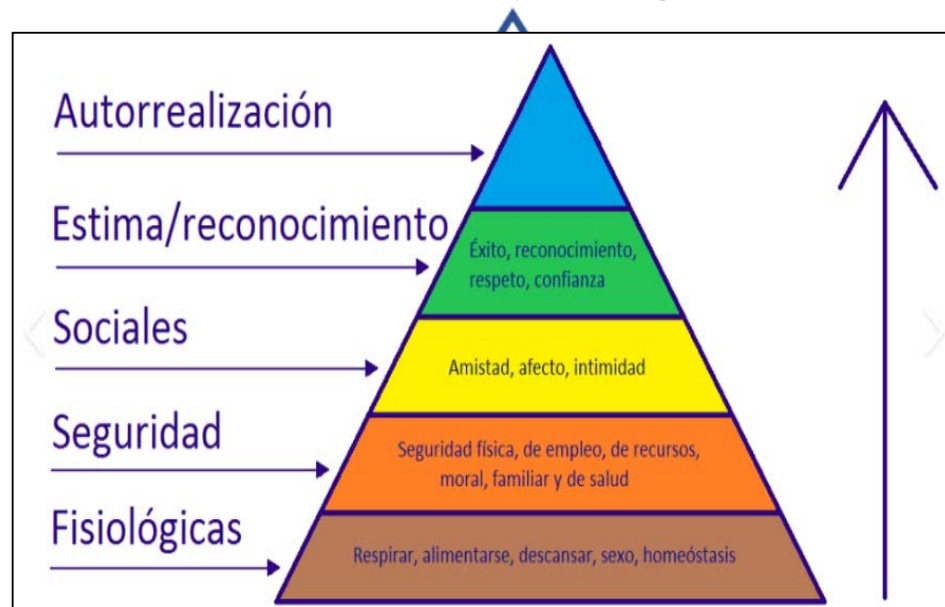 Autorrealización
Estima/reconocimiento
Éxito, reconocimiento,
respeto, confianza
Sociales
Amistad, afecto, intimidad
Seguridad
Seguridad física, de empleo, de recursos,
moral, familiar y de salud
Fisiológicas
Respirar, alimentarse, descansar, sexo, homeóstasis